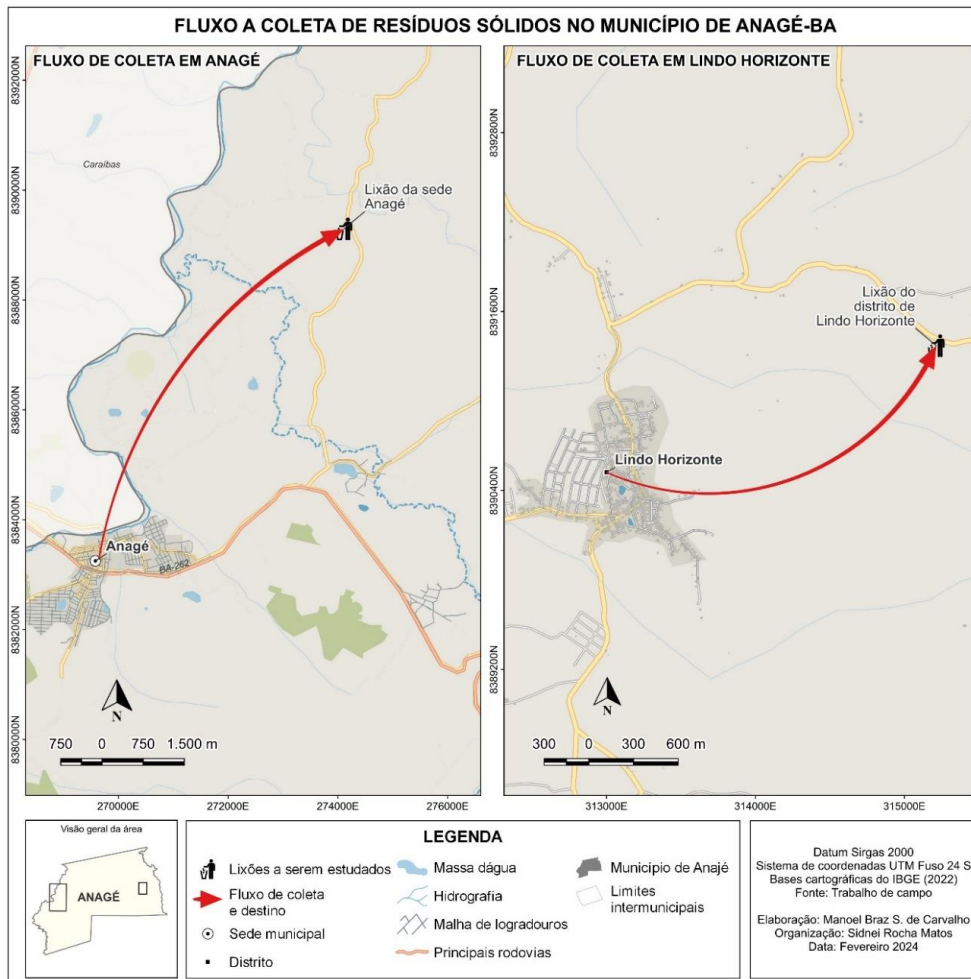 FLUXO A COLETA DE RESÍDUOS SÓLIDOS NO MUNICÍPIO DE ANAGÉ-BA
FLUXO DE COLETA EM ANAGÉ
8392000N
8390000N
8388000N
8386000N
8384000N
8382000N
8380000N
Caraíbas
Lixão da sede
Anagé
Anagé
BA-262
N
750 0 750 1.500 m
270000E 272000E 274000E 276000E
FLUXO DE COLETA EM LINDO HORIZONTE
8392800N
8391600N
8390400N
8389200N
Lixão do
distrito de
Lindo Horizonte
Lindo Horizonte
N
300 0 300 600 m
313000E 314000E 315000E
Visão geral da área
ANAGÉ
LEGENDA
Lixões a serem estudados
Fluxo de coleta
e destino
Sede municipal
Distrito
Massa dágua
Hidrografia
Malha de logradouros
Principais rodovias
Município de Anajé
Limites
intermunicipais
Datum Sirgas 2000
Sistema de coordenadas UTM Fuso 24 S
Bases cartográficas do IBGE (2022)
Fonte: Trabalho de campo
Elaboração: Manoel Braz S. de Carvalho
Organização: Sidnei Rocha Matos
Data: Fevereiro 2024